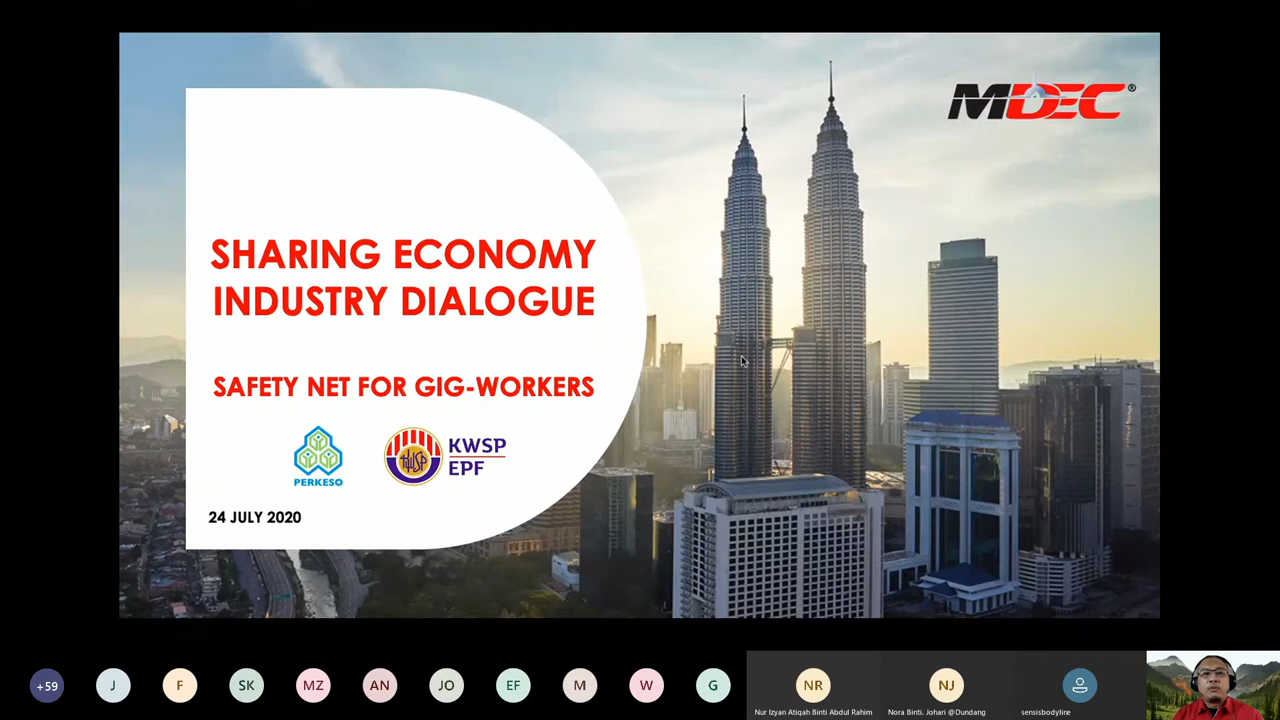 MDEC®
SHARING ECONOMY
INDUSTRY DIALOGUE
SAFETY NET FOR GIG-WORKERS
PERKESO
KWSP
KWSP
EPF
24 JULY 2020
+59
J
F
SK
MZ
AN
JO
EF
M
W
G
NR
NJ
Nur Izyan Atiqah Binti Abdul Rahim
Nora Binti. Johari @Dundang
sensisbodyline